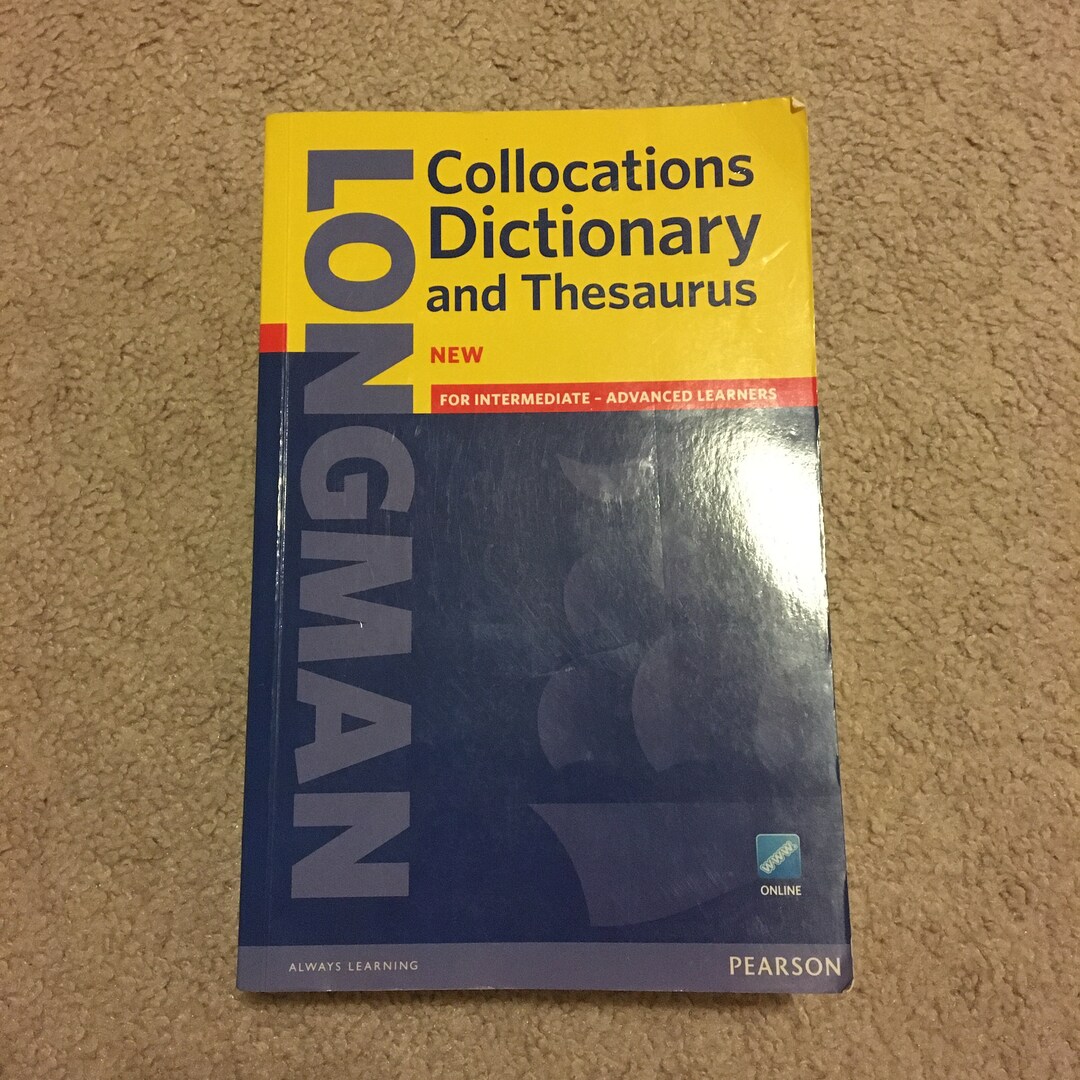 LONGMAN
Collocations
Dictionary
and Thesaurus
NEW
FOR INTERMEDIATE – ADVANCED LEARNERS
WWW.
ONLINE
ALWAYS LEARNING
PEARSON